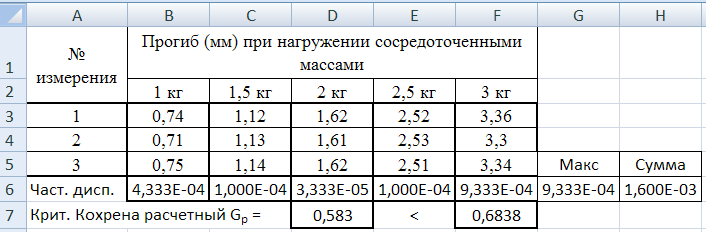 A B C D E F G H
1 № измерения Прогиб (мм) при нагружении сосредоточенными
массами
2 1 кг 1,5 кг 2 кг 2,5 кг 3 кг
3 1 0,74 1,12 1,62 2,52 3,36
4 2 0,71 1,13 1,61 2,53 3,3
5 3 0,75 1,14 1,62 2,51 3,34 Макс Сумма
6 Част. дисп. 4,333E-04 1,000E-04 3,333E-05 1,000E-04 9,333E-04 9,333E-04 1,600E-03
7 Крит. Кохрена расчетный Gр = 0,583 < 0,6838